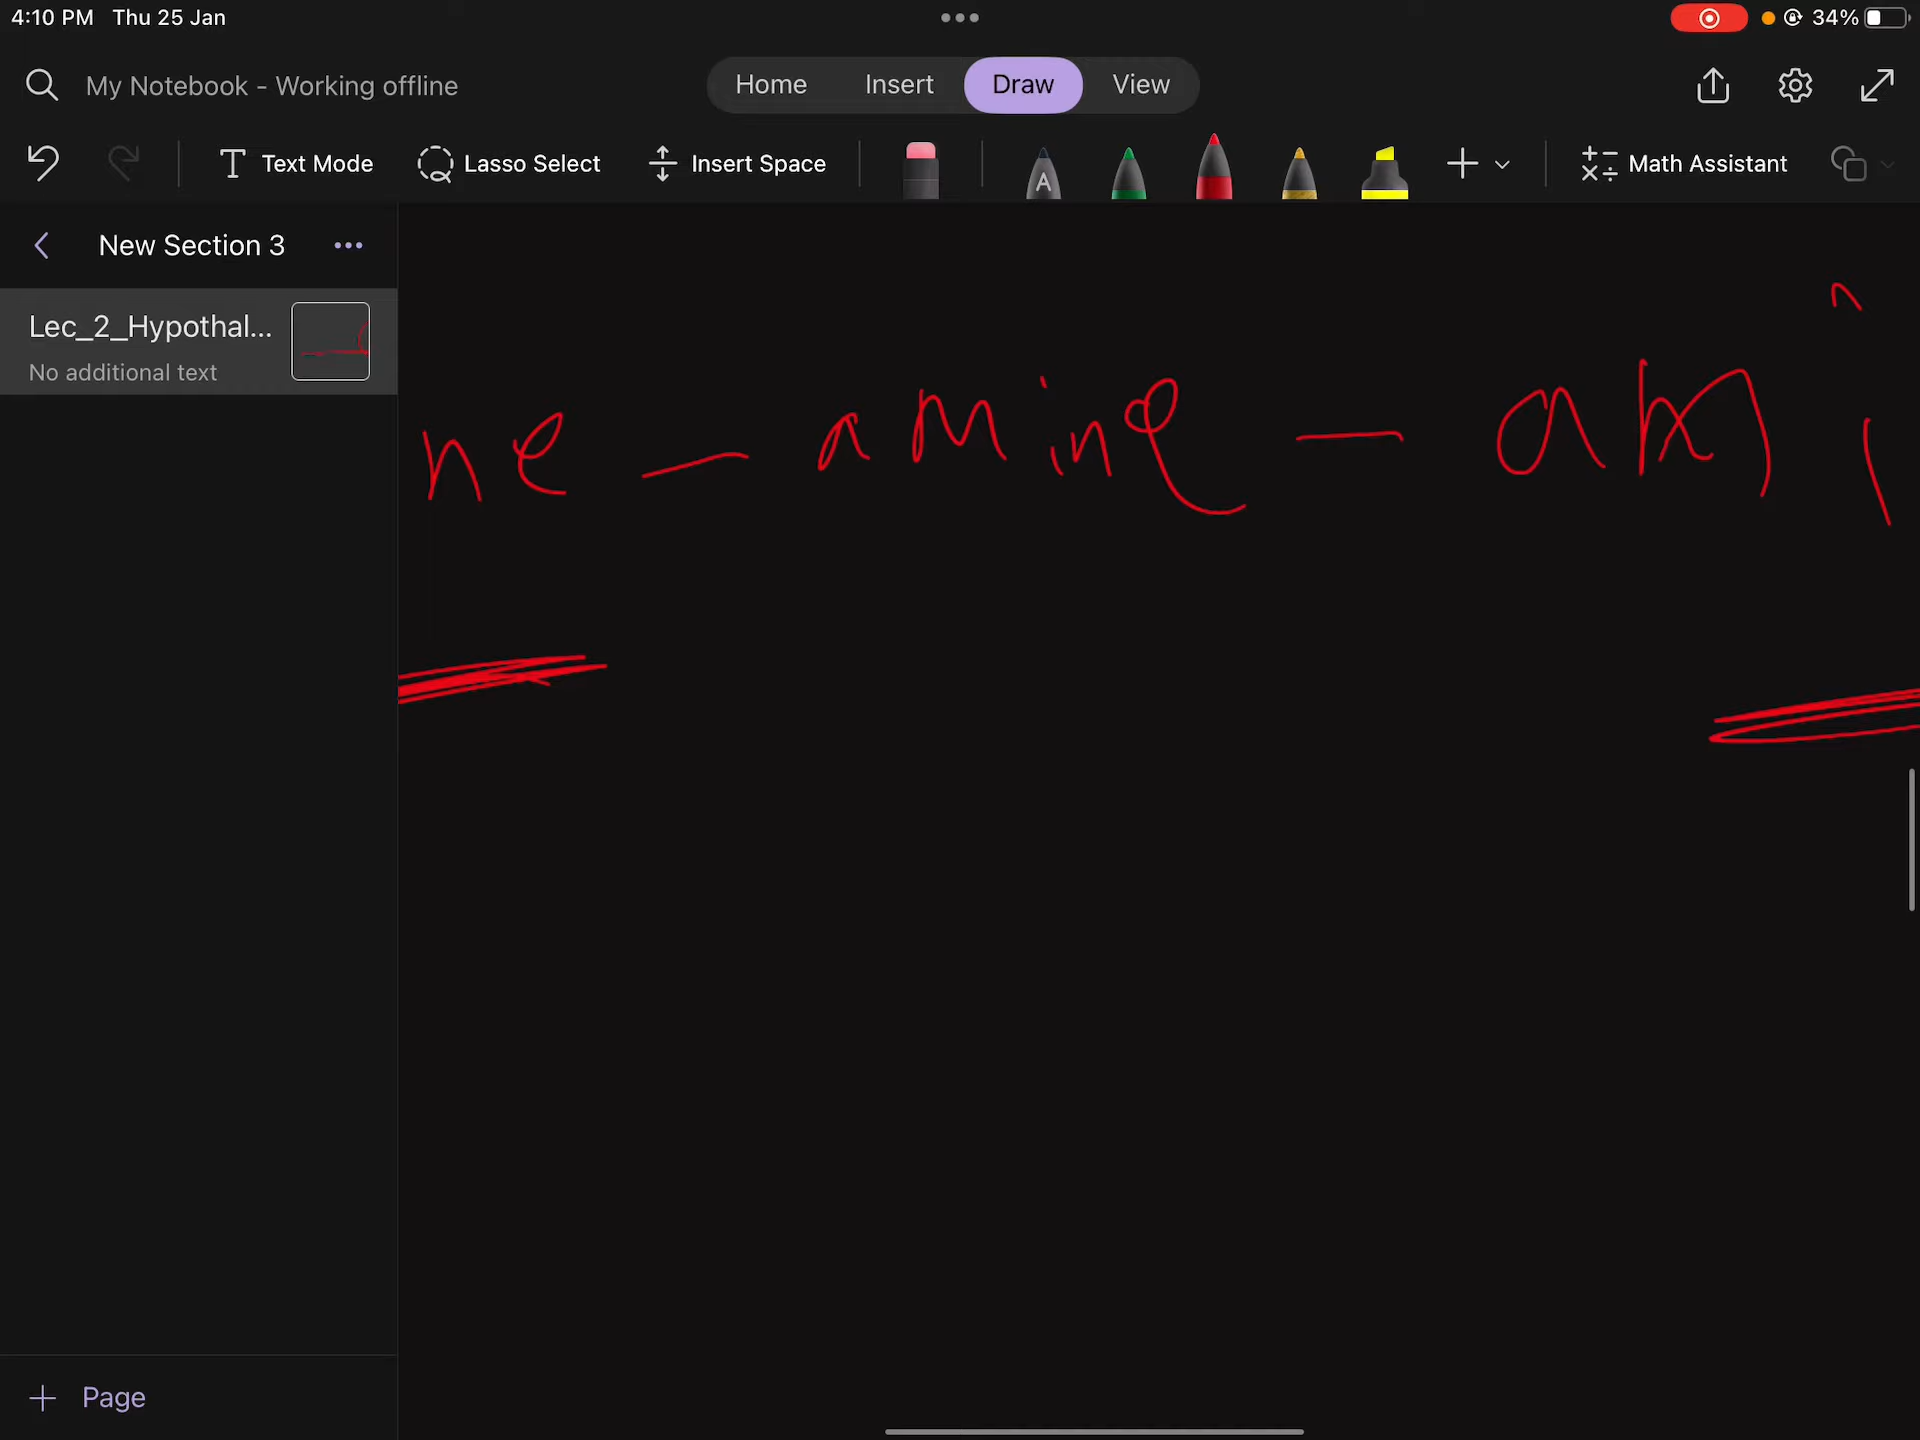 4:10 PM Thu 25 Jan
34%
My Notebook - Working offline
Home Insert Draw View
Text Mode Lasso Select Insert Space A Math Assistant
New Section 3
Lec_2_Hypothal...
No additional text
ne — amine —
Page